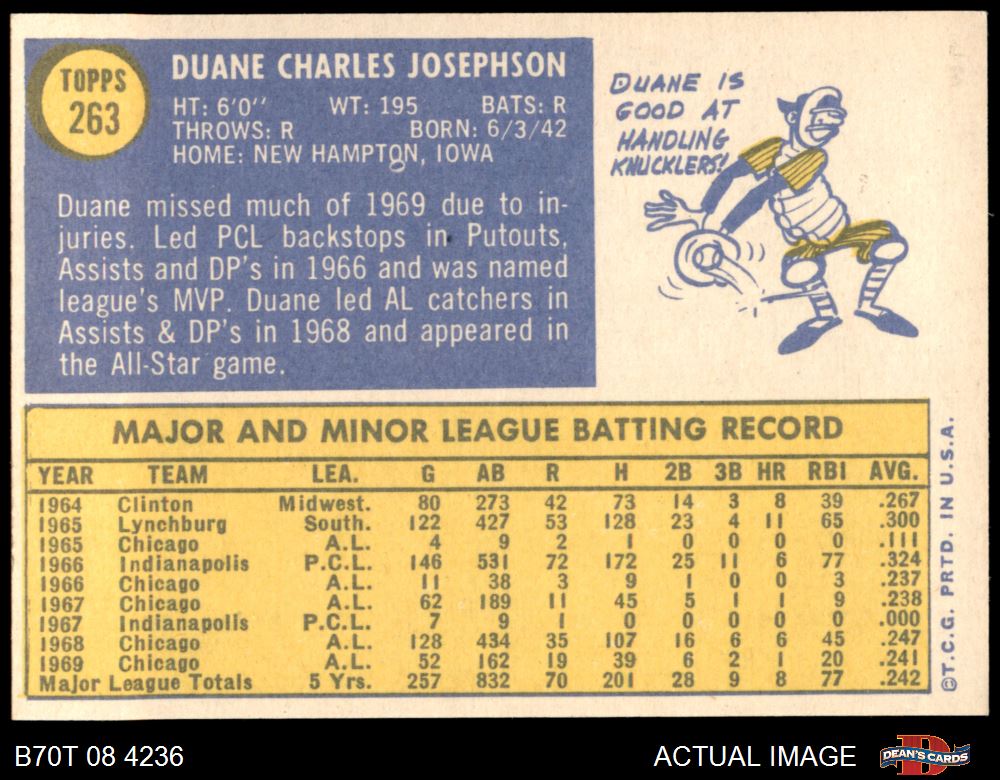 TOPPS
263
DUANE CHARLES JOSEPHSON
HT: 6'0" WT: 195 BATS: R
THROWS: R BORN: 6/3/42
HOME: NEW HAMPTON, IOWA
Duane missed much of 1969 due to in-
juries. Led PCL backstops in Putouts,
Assists and DP's in 1966 and was named
league's MVP. Duane led AL catchers in
Assists & DP's in 1968 and appeared in
the All-Star game.
DUANE IS
GOOD AT
HANDLING
KNUCKLERS!
MAJOR AND MINOR LEAGUE BATTING RECORD
YEAR TEAM LEA. G AB R H 2B 3B HR RBI AVG.
1964 Clinton Midwest. 80 273 42 73 14 3 8 39 .267
1965 Lynchburg South. 122 427 53 128 23 4 11 65 .300
1965 Chicago A.L. 4 9 2 1 0 0 0 0 .111
1966 Indianapolis P.C.L. 146 531 72 172 25 11 6 77 .324
1966 Chicago A.L. 11 38 3 9 1 0 0 3 .237
1967 Chicago A.L. 62 189 11 45 5 1 1 9 .238
1967 Indianapolis P.C.L. 7 9 1 0 0 0 0 0 .000
1968 Chicago A.L. 128 434 35 107 16 6 6 45 .247
1969 Chicago A.L. 52 162 19 39 6 2 1 20 .241
Major League Totals 5 Yrs. 257 832 70 201 28 9 8 77 .242
©T.C.G. PRTD. IN U.S.A.
B70T 08 4236
ACTUAL IMAGE
DEAN'S CARDS